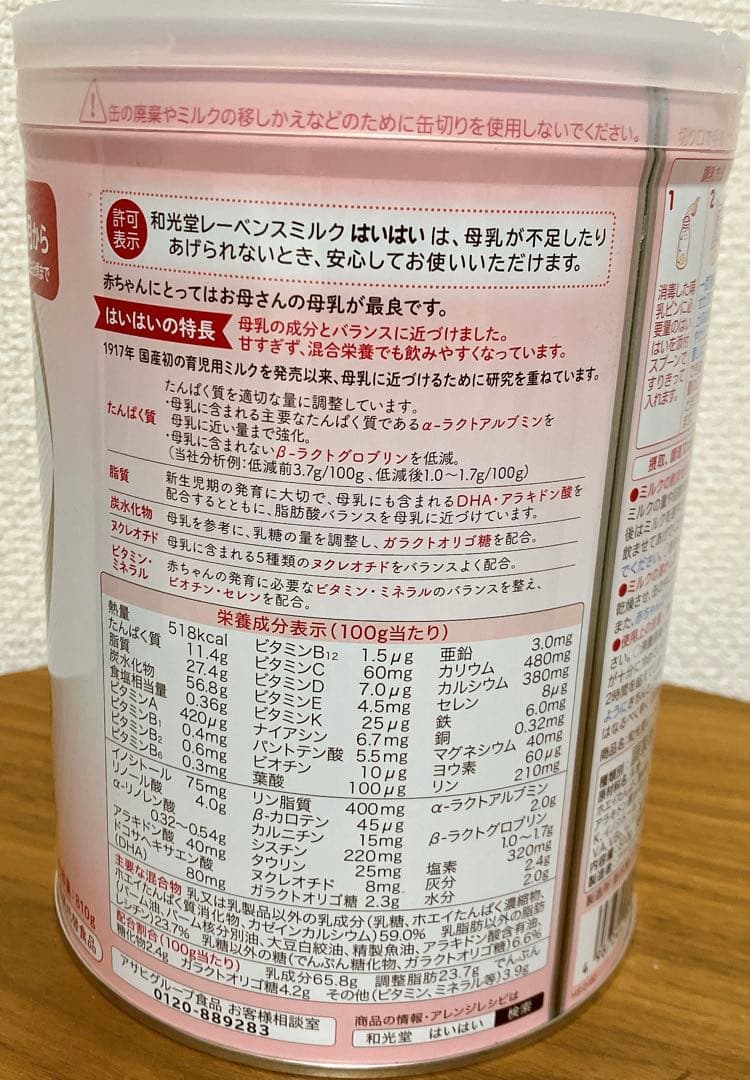 缶の廃棄やミルクの移しかえなどのために缶切りを使用しないでください。
許可
表示
和光堂レーベンスミルク はいはい は、母乳が不足したり
あげられないとき、安心してお使いいただけます。
赤ちゃんにとってはお母さんの母乳が最良です。
はいはいの特長
母乳の成分とバランスに近づけました。
甘すぎず、混合栄養でも飲みやすくなっています。
1917年 国産初の育児用ミルクを発売以来、母乳に近づけるために研究を重ねています。
たんぱく質
たんぱく質を適切な量に調整しています。
・母乳に含まれる主要なたんぱく質であるα-ラクトアルブミンを
母乳に近い量まで強化。
・母乳に含まれないβ-ラクトグロブリンを低減。
(当社分析例:低減前3.7g/100g、低減後1.0～1.7g/100g)
脂質
新生児期の発育に大切で、母乳にも含まれるDHA・アラキドン酸を
配合するとともに、脂肪酸バランスを母乳に近づけています。
炭水化物
母乳を参考に、乳糖の量を調整し、ガラクトオリゴ糖を配合。
ヌクレオチド
母乳に含まれる5種類のヌクレオチドをバランスよく配合。
ビタミン・
ミネラル
赤ちゃんの発育に必要なビタミン・ミネラルのバランスを整え、
ビオチン・セレンを配合。
栄養成分表示(100g当たり)
熱量 518kcal
たんぱく質 11.4g
脂質 27.4g
炭水化物 56.8g
食塩相当量 0.36g
ビタミンA 420μg
ビタミンB1 0.4mg
ビタミンB2 0.6mg
ビタミンB6 0.3mg
ビタミンB12 1.5μg
ビタミンC 60mg
ビタミンD 7.0μg
ビタミンE 4.5mg
ビタミンK 25μg
ナイアシン 6.7mg
パントテン酸 5.5mg
ビオチン 10μg
葉酸 100μg
亜鉛 3.0mg
カリウム 480mg
カルシウム 380mg
セレン 8μg
鉄 6.0mg
銅 0.32mg
マグネシウム 40mg
ヨウ素 60μg
リン 210mg
イノシトール 75mg
リノール酸 4.0g
α-リノレン酸
0.32～0.54g
アラキドン酸 40mg
ドコサヘキサエン酸
(DHA) 80mg
リン脂質 400mg
β-カロテン 45μg
カルニチン 15mg
シスチン 220mg
タウリン 25mg
ヌクレオチド 8mg
ガラクトオリゴ糖 2.3g
α-ラクトアルブミン
2.0g
β-ラクトグロブリン
1.0～1.7g
塩素 320mg
灰分 2.4g
水分 2.0g
主要な混合物 乳又は乳製品以外の乳成分(乳糖、ホエイたんぱく濃縮物、
ホエイたんぱく質消化物、カゼインカルシウム)59.0% 乳脂肪以外の脂肪
(パーム油、パーム核分別油、大豆白絞油、精製魚油、アラキドン酸含有油、
レシチン)23.7% 乳糖以外の糖(でんぷん糖化物、ガラクトオリゴ糖)6.6%
配合割合(100g当たり) 乳成分65.8g 調整脂肪23.7g でんぷん
糖化物2.4g ガラクトオリゴ糖4.2g その他(ビタミン、ミネラル等)3.9g
アサヒグループ食品 お客様相談室
0120-889283
商品の情報・アレンジレシピは
和光堂 はいはい 検索
1
2
消毒した
はいを添付
スプーンで
すりきって
入れます。